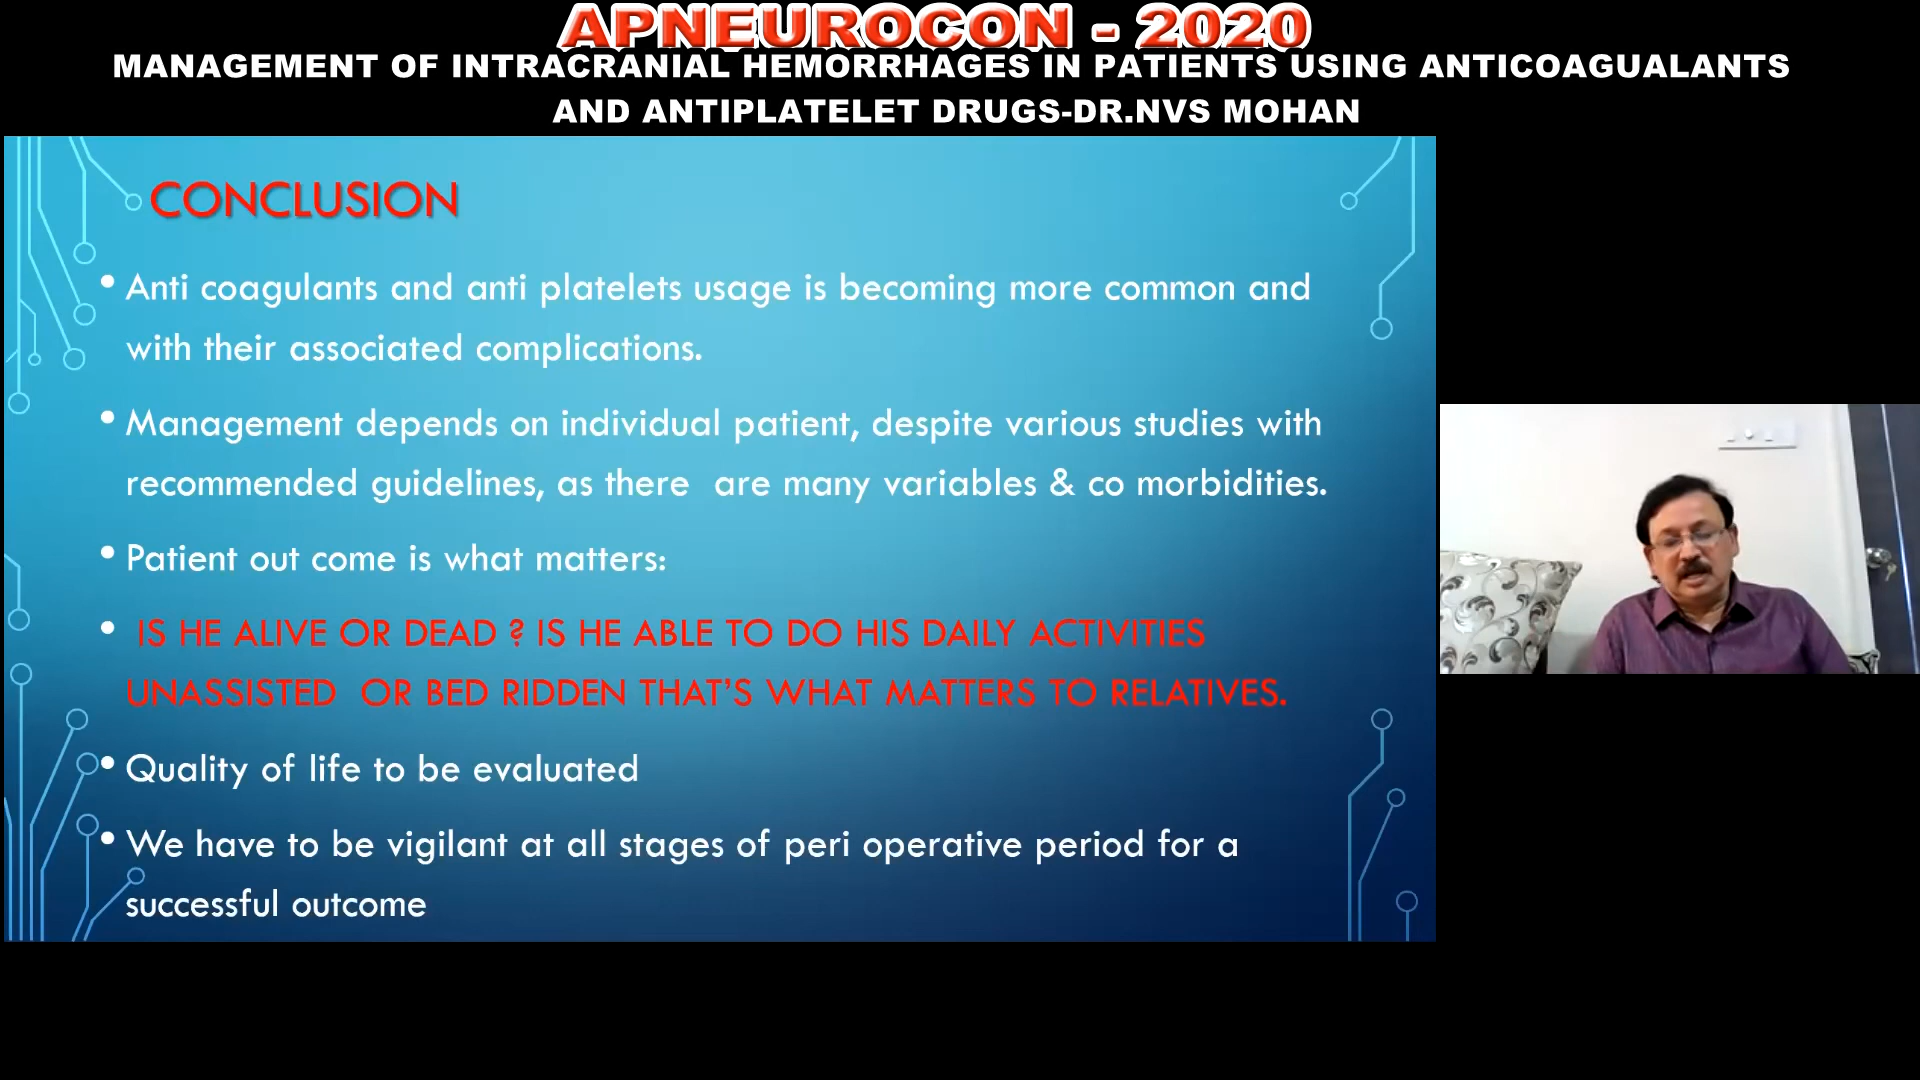 APNEUROCON - 2020
MANAGEMENT OF INTRACRANIAL HEMORRHAGES IN PATIENTS USING ANTICOAGUALANTS
AND ANTIPLATELET DRUGS-DR.NVS MOHAN
CONCLUSION
• Anti coagulants and anti platelets usage is becoming more common and
with their associated complications.
• Management depends on individual patient, despite various studies with
recommended guidelines, as there are many variables & co morbidities.
• Patient out come is what matters:
• IS HE ALIVE OR DEAD ? IS HE ABLE TO DO HIS DAILY ACTIVITIES
UNASSISTED OR BED RIDDEN THAT'S WHAT MATTERS TO RELATIVES.
• Quality of life to be evaluated
• We have to be vigilant at all stages of peri operative period for a
successful outcome